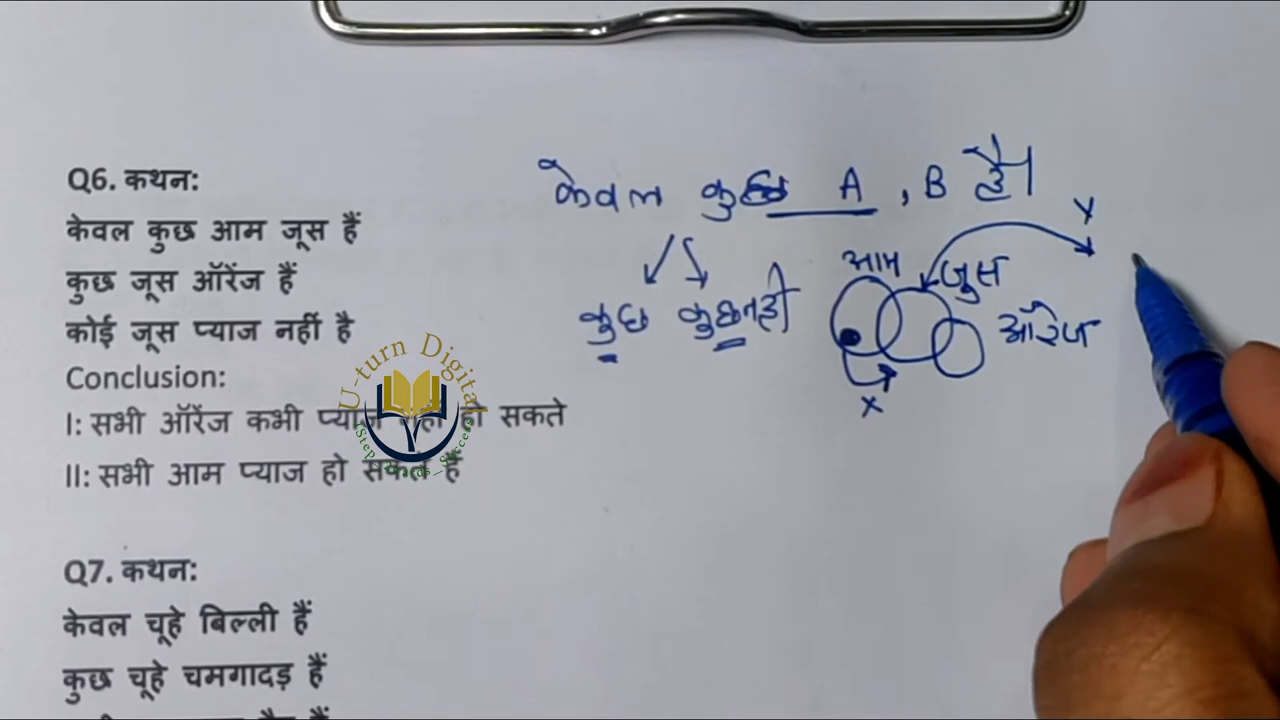 Q6. कथन:
केवल कुछ आम जूस हैं
कुछ जूस ऑरेंज हैं
कोई जूस प्याज नहीं है
Conclusion:
I: सभी ऑरेंज कभी प्याज नहीं हो सकते
II: सभी आम प्याज हो सकते हैं
Q7. कथन:
केवल चूहे बिल्ली हैं
कुछ चूहे चमगादड़ हैं
केवल कुछ A , B है।
कुछ कुछ नही
आम जूस
ऑरेंज
X
Y
U-turn Digital